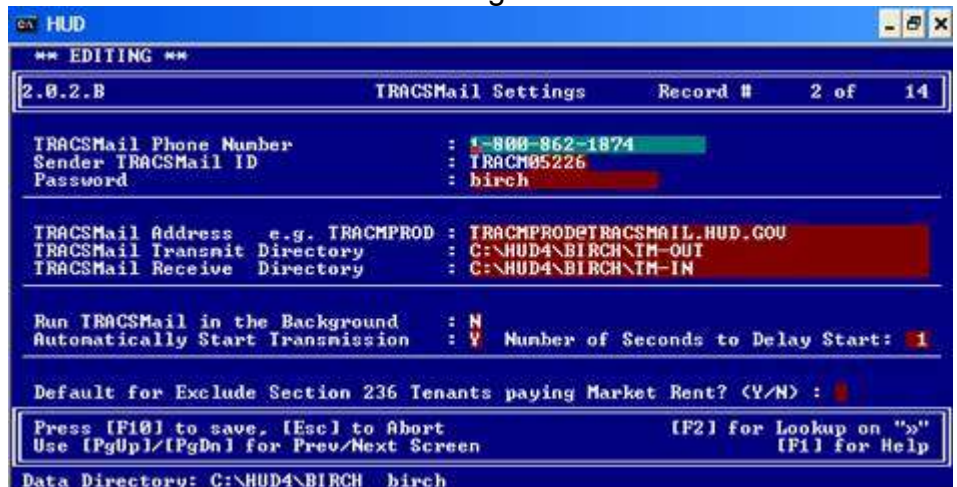 HUD
** EDITING **
2.0.2.B TRACSMail Settings Record # 2 of 14
TRACSMail Phone Number : 1-800-862-1874
Sender TRACSMail ID : TRACM05226
Password : birch
TRACSMail Address e.g. TRACMPROD : TRACMPROD@TRACSMAIL.HUD.GOV
TRACSMail Transmit Directory : C:\HUD4\BIRCH\TM-OUT
TRACSMail Receive Directory : C:\HUD4\BIRCH\TM-IN
Run TRACSMail in the Background : N
Automatically Start Transmission : Y Number of Seconds to Delay Start: 1
Default for Exclude Section 236 Tenants paying Market Rent? (Y/N) :
Press [F10] to save, [Esc] to Abort [F2] for Lookup on "»"
Use [PgUp]/[PgDn] for Prev/Next Screen [F1] for Help
Data Directory: C:\HUD4\BIRCH birch